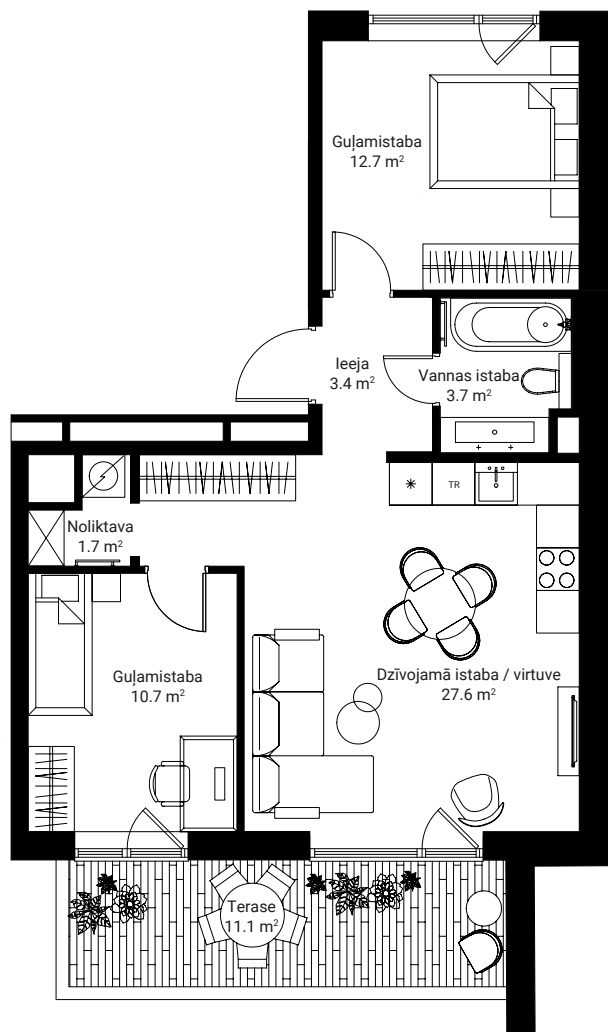 Guļamistaba
12.7 m²
Ieeja
3.4 m²
Vannas istaba
3.7 m²
TR
Noliktava
1.7 m²
Guļamistaba
10.7 m²
Dzīvojamā istaba / virtuve
27.6 m²
Terase
11.1 m²